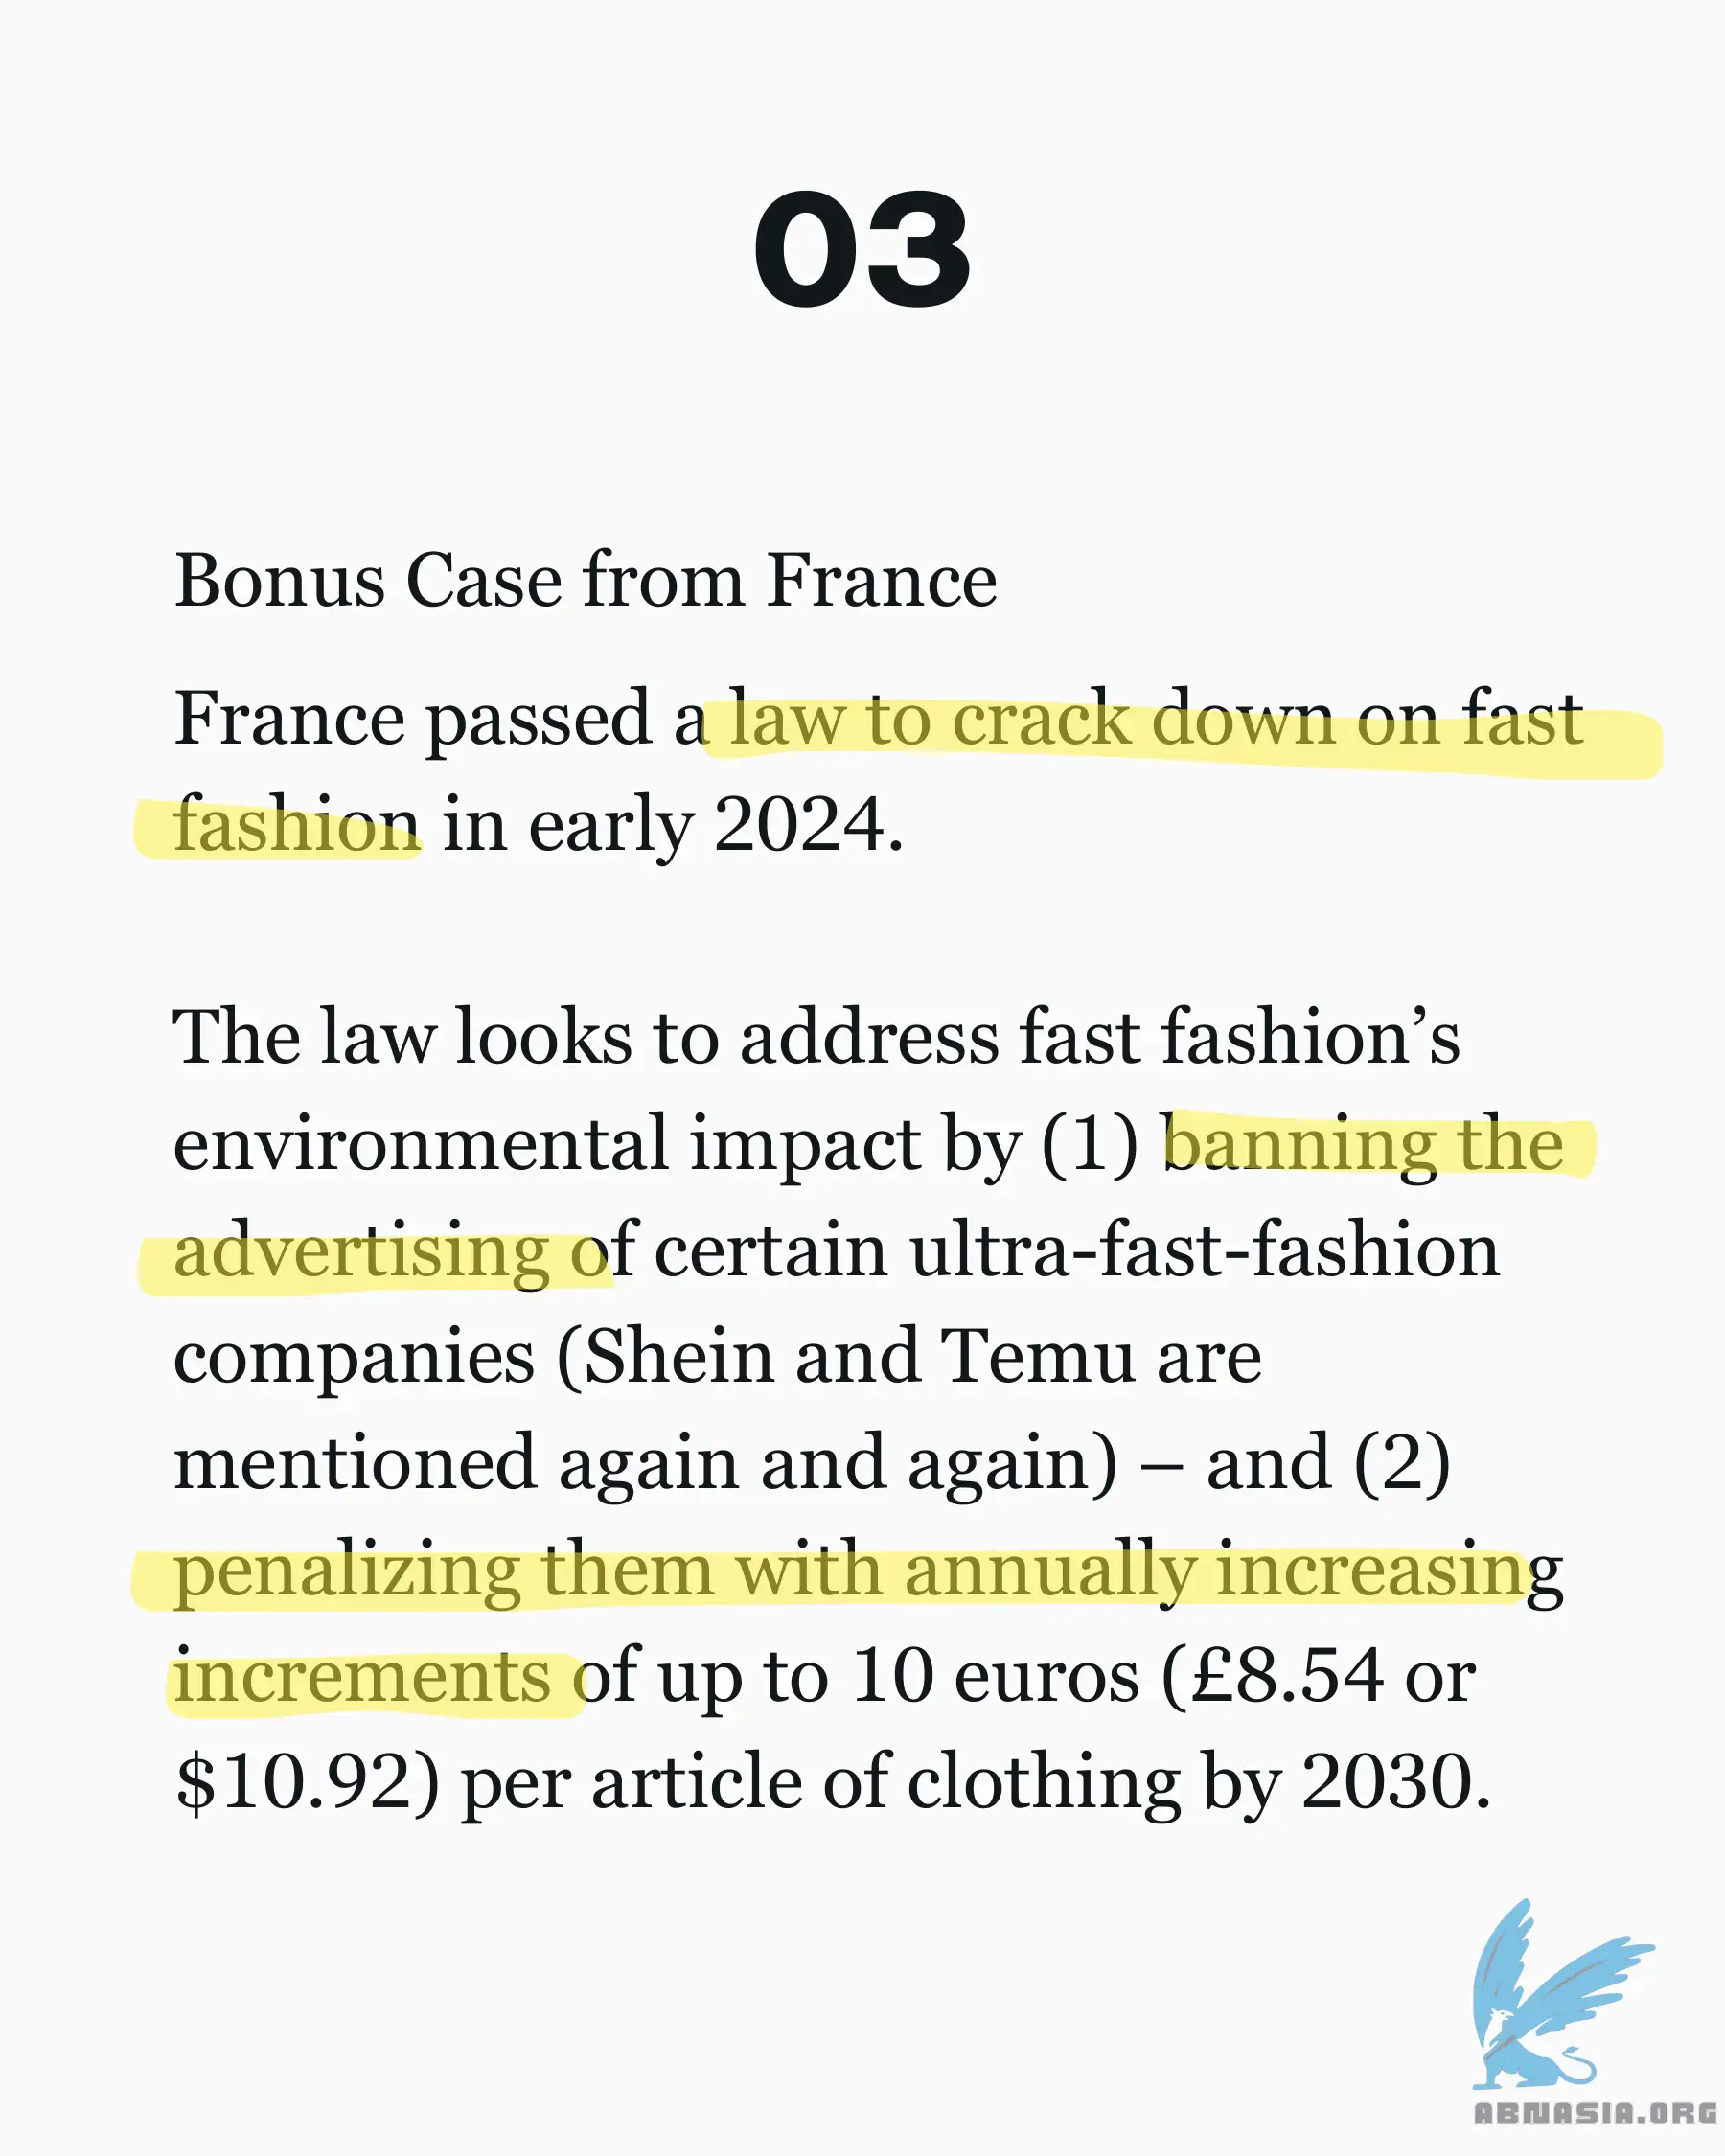 03
Bonus Case from France
France passed a law to crack down on fast
fashion in early 2024.
The law looks to address fast fashion’s
environmental impact by (1) banning the
advertising of certain ultra-fast-fashion
companies (Shein and Temu are
mentioned again and again) – and (2)
penalizing them with annually increasing
increments of up to 10 euros (£8.54 or
$10.92) per article of clothing by 2030.
ABNASIA.ORG